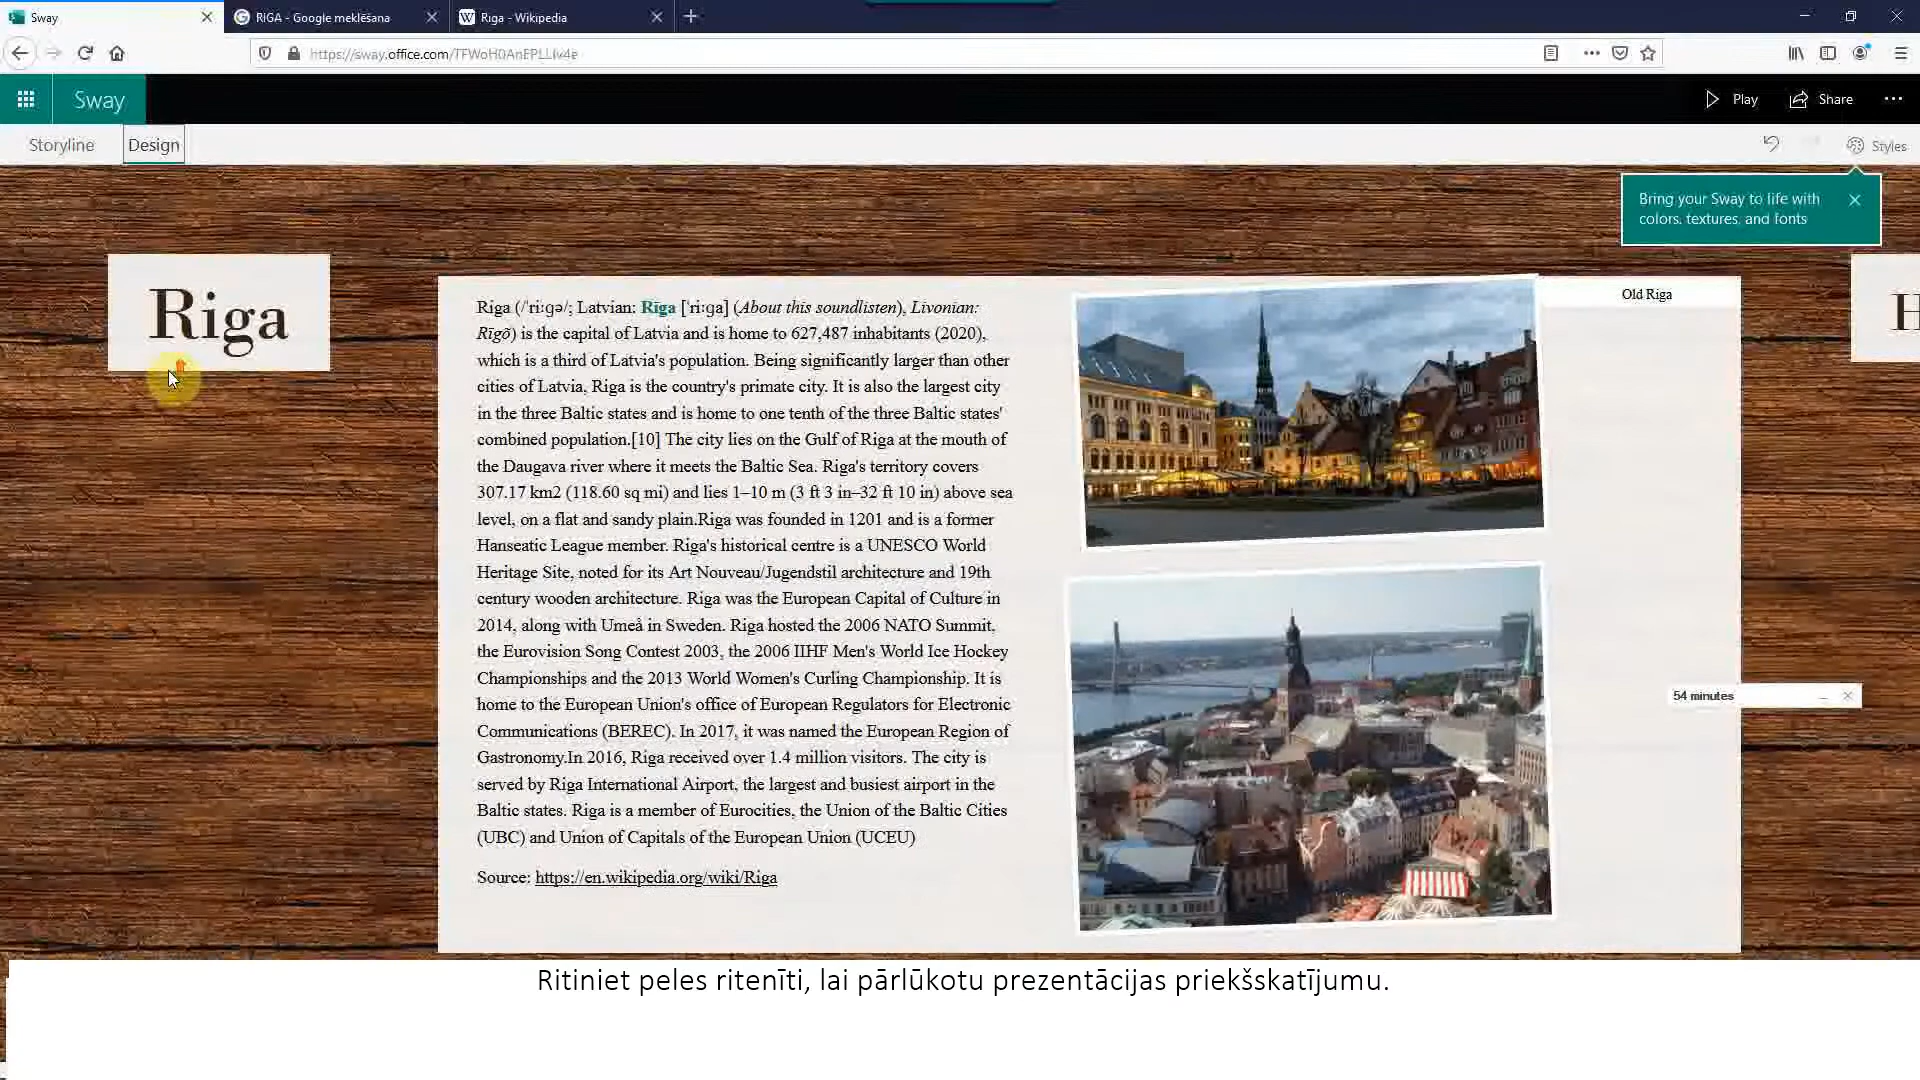 Sway
RIGA - Google meklēšana
Riga - Wikipedia
https://sway.office.com/TFWoH0AnEPLLiv4e
Sway
Play
Share
Storyline
Design
Styles
Bring your Sway to life with
colors, textures, and fonts
Riga
Riga (/ˈriːɡə/; Latvian: Rīga [ˈriːɡa] (About this soundlisten), Livonian:
Rīgõ) is the capital of Latvia and is home to 627,487 inhabitants (2020),
which is a third of Latvia's population. Being significantly larger than other
cities of Latvia, Riga is the country's primate city. It is also the largest city
in the three Baltic states and is home to one tenth of the three Baltic states'
combined population.[10] The city lies on the Gulf of Riga at the mouth of
the Daugava river where it meets the Baltic Sea. Riga's territory covers
307.17 km2 (118.60 sq mi) and lies 1–10 m (3 ft 3 in–32 ft 10 in) above sea
level, on a flat and sandy plain.Riga was founded in 1201 and is a former
Hanseatic League member. Riga's historical centre is a UNESCO World
Heritage Site, noted for its Art Nouveau/Jugendstil architecture and 19th
century wooden architecture. Riga was the European Capital of Culture in
2014, along with Umeå in Sweden. Riga hosted the 2006 NATO Summit,
the Eurovision Song Contest 2003, the 2006 IIHF Men's World Ice Hockey
Championships and the 2013 World Women's Curling Championship. It is
home to the European Union's office of European Regulators for Electronic
Communications (BEREC). In 2017, it was named the European Region of
Gastronomy.In 2016, Riga received over 1.4 million visitors. The city is
served by Riga International Airport, the largest and busiest airport in the
Baltic states. Riga is a member of Eurocities, the Union of the Baltic Cities
(UBC) and Union of Capitals of the European Union (UCEU)
Source: https://en.wikipedia.org/wiki/Riga
Old Riga
H
54 minutes
Ritiniet peles ritenīti, lai pārlūkotu prezentācijas priekšskatījumu.